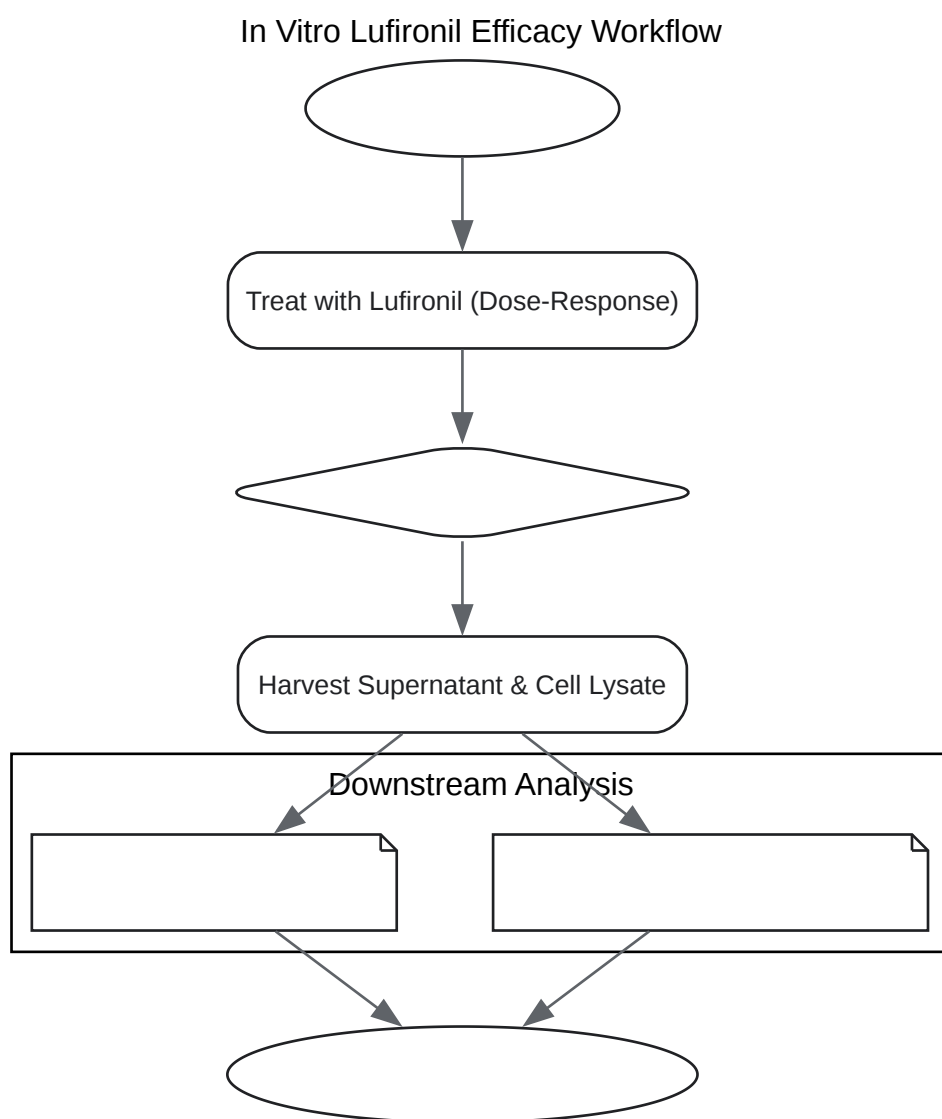 In Vitro Lufironil Efficacy Workflow
Treat with Lufironil (Dose-Response)
Harvest Supernatant & Cell Lysate
Downstream Analysis